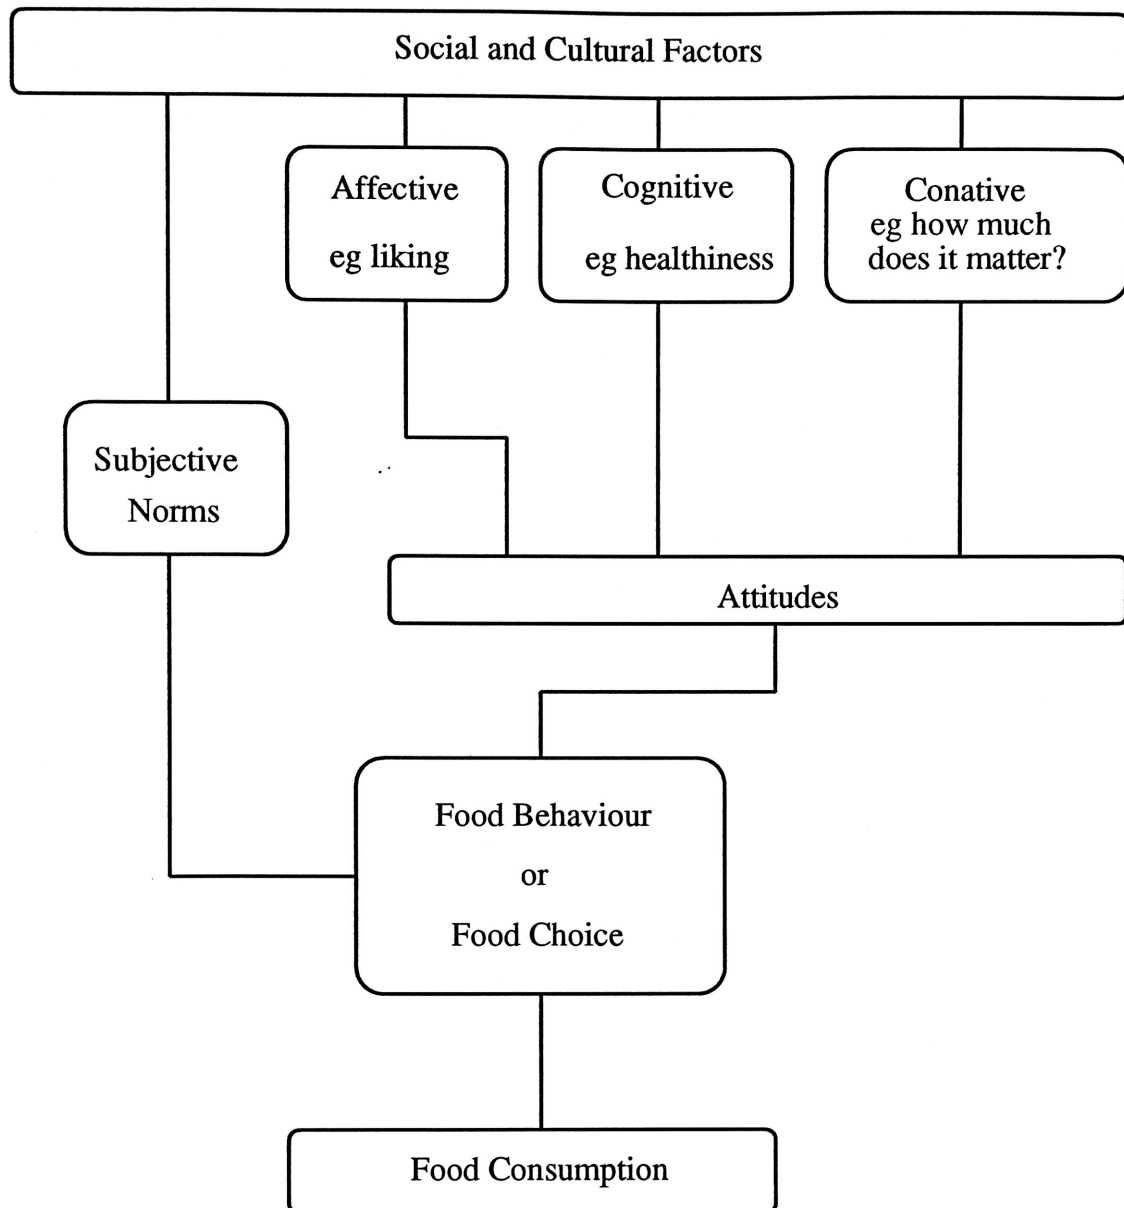 Social and Cultural Factors
Affective
eg liking
Cognitive
eg healthiness
Conative
eg how much
does it matter?
Subjective
Norms
Attitudes
Food Behaviour
or
Food Choice
Food Consumption